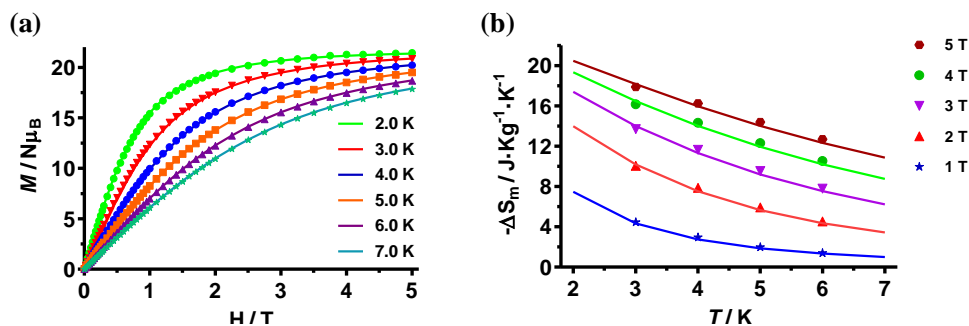 (a)
M / Nμ_B
20
15
10
5
0
0 1 2 3 4 5
H / T
2.0 K
3.0 K
4.0 K
5.0 K
6.0 K
7.0 K
(b)
-ΔS_m / J·Kg⁻¹·K⁻¹
20
16
12
8
4
0
2 3 4 5 6 7
T / K
5 T
4 T
3 T
2 T
1 T